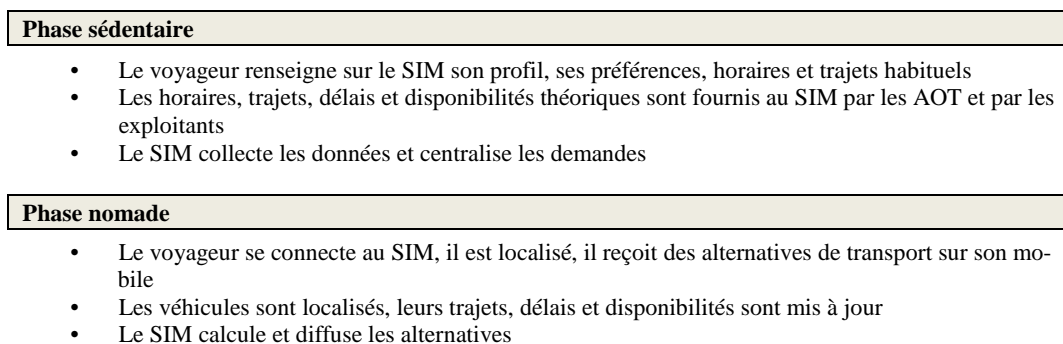 Phase sédentaire
• Le voyageur renseigne sur le SIM son profil, ses préférences, horaires et trajets habituels
• Les horaires, trajets, délais et disponibilités théoriques sont fournis au SIM par les AOT et par les
exploitants
• Le SIM collecte les données et centralise les demandes
Phase nomade
• Le voyageur se connecte au SIM, il est localisé, il reçoit des alternatives de transport sur son mo-
bile
• Les véhicules sont localisés, leurs trajets, délais et disponibilités sont mis à jour
• Le SIM calcule et diffuse les alternatives